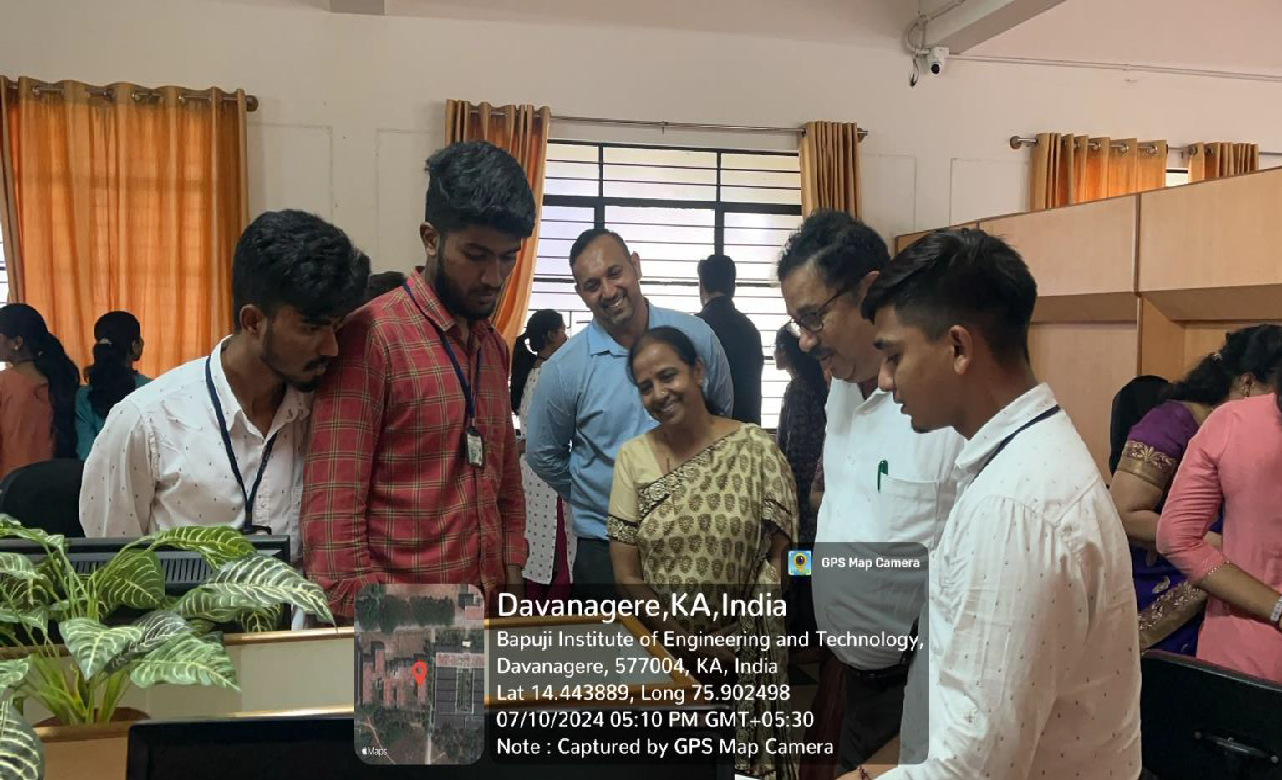 GPS Map Camera
Davanagere,KA,India
Bapuji Institute of Engineering and Technology,
Davanagere, 577004, KA, India
Lat 14.443889, Long 75.902498
07/10/2024 05:10 PM GMT+05:30
Note : Captured by GPS Map Camera
Maps